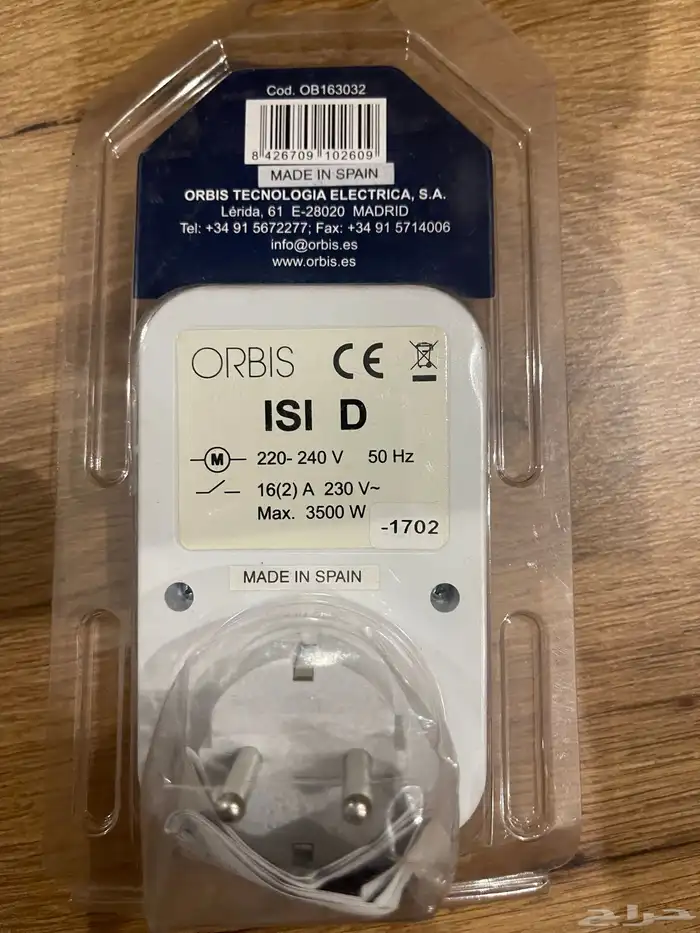 Cod. OB163032
8 426709 102609
MADE IN SPAIN
ORBIS TECNOLOGIA ELECTRICA, S.A.
Lérida, 61 E-28020 MADRID
Tel: +34 91 5672277; Fax: +34 91 5714006
info@orbis.es
www.orbis.es
ORBIS CE
ISI D
M 220- 240 V 50 Hz
16(2) A 230 V~
Max. 3500 W
-1702
MADE IN SPAIN
حراج